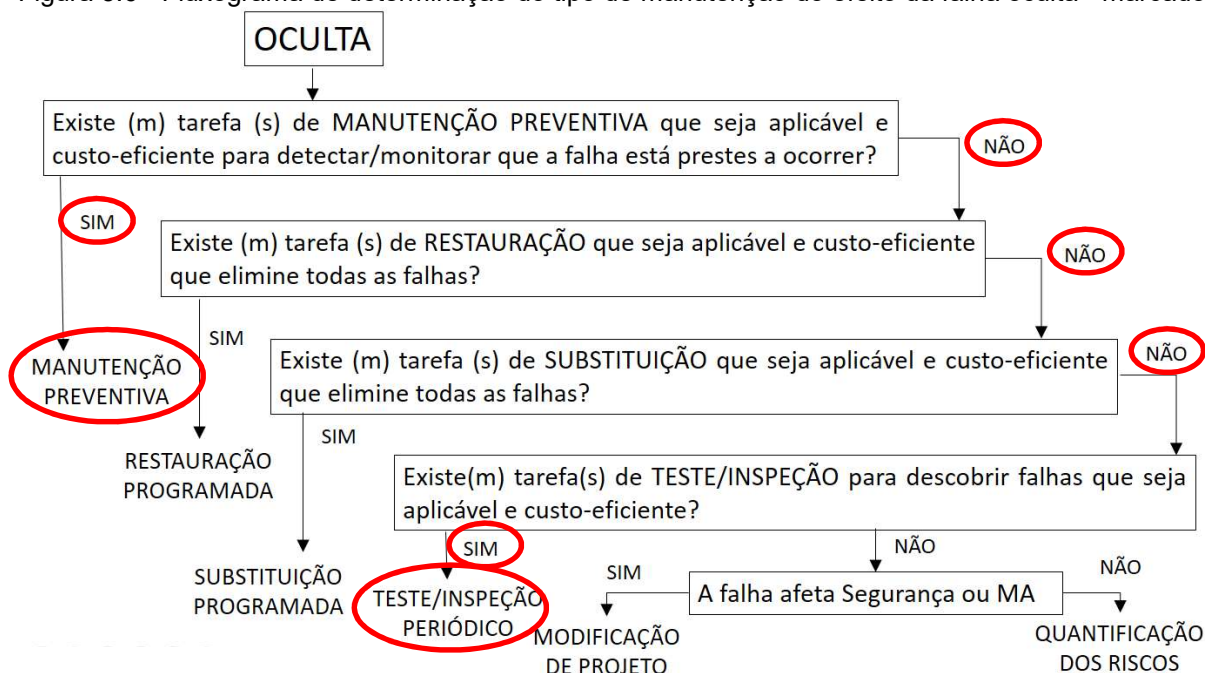 OCULTA
Existe (m) tarefa (s) de MANUTENÇÃO PREVENTIVA que seja aplicável e
custo-eficiente para detectar/monitorar que a falha está prestes a ocorrer?
NÃO
SIM
Existe (m) tarefa (s) de RESTAURAÇÃO que seja aplicável e custo-eficiente
que elimine todas as falhas?
NÃO
MANUTENÇÃO
PREVENTIVA
SIM
Existe (m) tarefa (s) de SUBSTITUIÇÃO que seja aplicável e custo-eficiente
que elimine todas as falhas?
NÃO
RESTAURAÇÃO
PROGRAMADA
SIM
Existe(m) tarefa(s) de TESTE/INSPEÇÃO para descobrir falhas que seja
aplicável e custo-eficiente?
SUBSTITUIÇÃO
PROGRAMADA
SIM
TESTE/INSPEÇÃO
PERIÓDICO
NÃO
A falha afeta Segurança ou MA
SIM
MODIFICAÇÃO
DE PROJETO
NÃO
QUANTIFICAÇÃO
DOS RISCOS